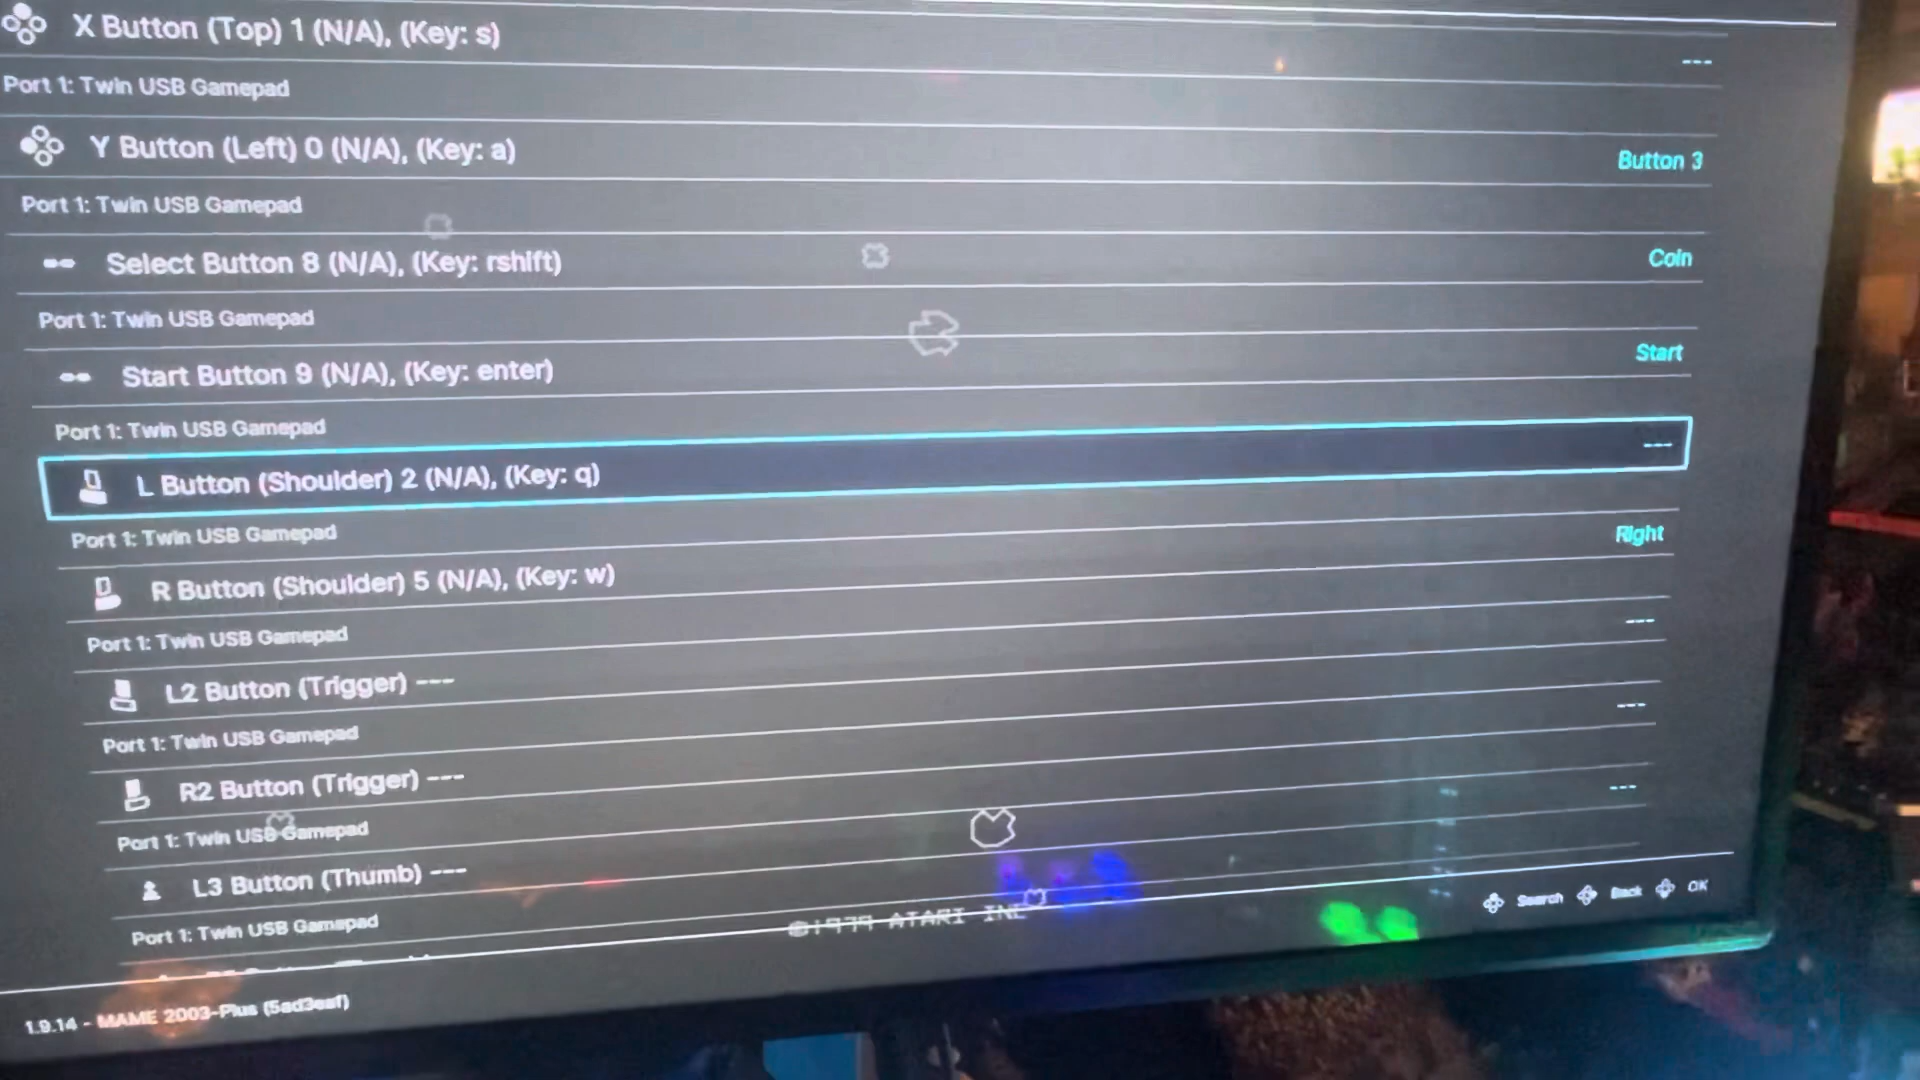 X Button (Top) 1 (N/A), (Key: s)
---
Port 1: Twin USB Gamepad
Y Button (Left) 0 (N/A), (Key: a)
Button 3
Port 1: Twin USB Gamepad
Select Button 8 (N/A), (Key: rshift)
Coin
Port 1: Twin USB Gamepad
Start Button 9 (N/A), (Key: enter)
Start
Port 1: Twin USB Gamepad
L Button (Shoulder) 2 (N/A), (Key: q)
---
Port 1: Twin USB Gamepad
R Button (Shoulder) 5 (N/A), (Key: w)
Right
Port 1: Twin USB Gamepad
L2 Button (Trigger) ---
---
Port 1: Twin USB Gamepad
R2 Button (Trigger) ---
---
Port 1: Twin USB Gamepad
L3 Button (Thumb) ---
---
Port 1: Twin USB Gamepad
©1979 ATARI INC
Search
Back
OK
1.9.14 - MAME 2003-Plus (5ad3eaf)